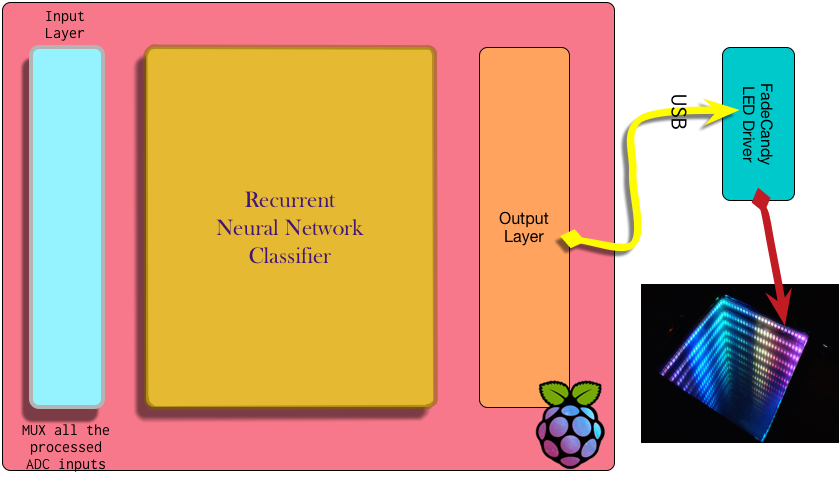 Input
Layer
Recurrent
Neural Network
Classifier
Output
Layer
MUX all the
processed
ADC inputs
USB
FadeCandy
LED Driver